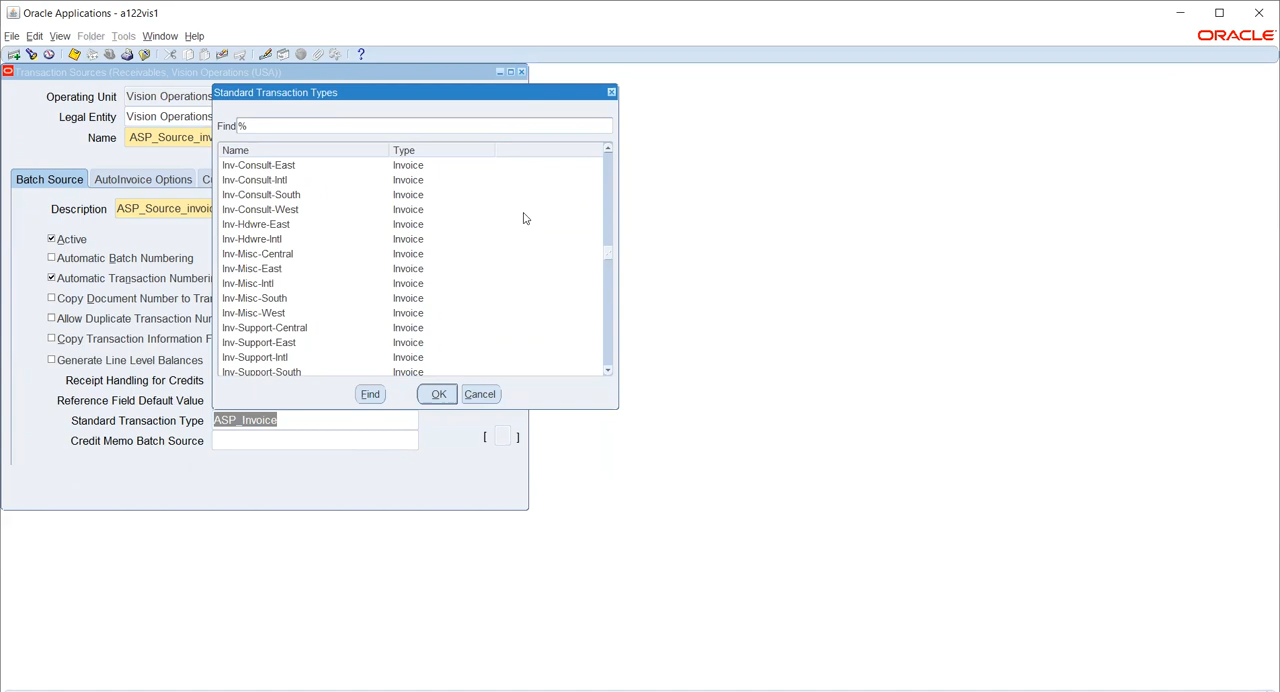 Oracle Applications - a122vis1
File Edit View Folder Tools Window Help
ORACLE
Transaction Sources (Receivables, Vision Operations (USA))
Operating Unit Vision Operations
Legal Entity Vision Operations
Name ASP_Source_inv
Batch Source AutoInvoice Options
Description ASP_Source_invoic
Active
Automatic Batch Numbering
Automatic Transaction Numberin
Copy Document Number to Tran
Allow Duplicate Transaction Num
Copy Transaction Information F
Generate Line Level Balances
Receipt Handling for Credits
Reference Field Default Value
Standard Transaction Type ASP_Invoice
Credit Memo Batch Source
[ ]
Standard Transaction Types
Find %
Name Type
Inv-Consult-East Invoice
Inv-Consult-Intl Invoice
Inv-Consult-South Invoice
Inv-Consult-West Invoice
Inv-Hdwre-East Invoice
Inv-Hdwre-Intl Invoice
Inv-Misc-Central Invoice
Inv-Misc-East Invoice
Inv-Misc-Intl Invoice
Inv-Misc-South Invoice
Inv-Misc-West Invoice
Inv-Support-Central Invoice
Inv-Support-East Invoice
Inv-Support-Intl Invoice
Inv-Support-South Invoice
Find OK Cancel